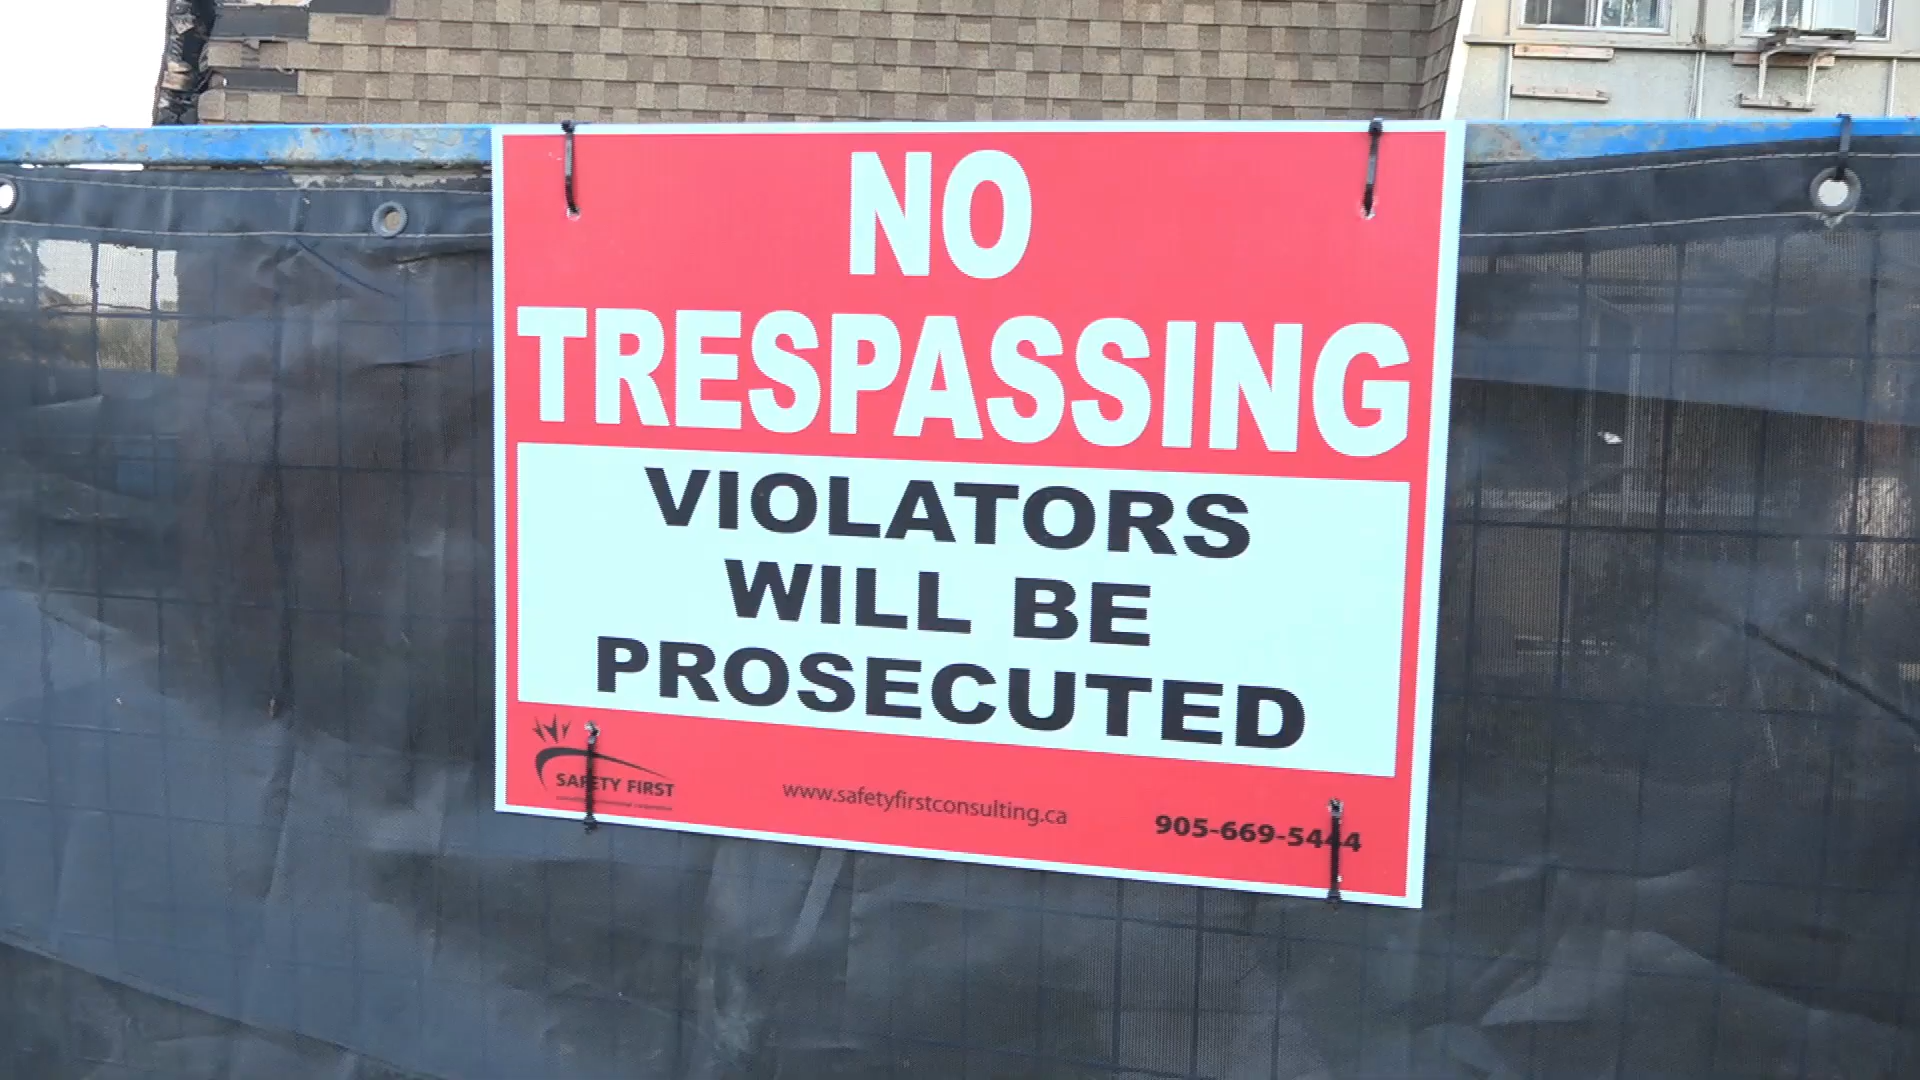 NO
TRESPASSING
VIOLATORS
WILL BE
PROSECUTED
SAFETY FIRST
www.safetyfirstconsulting.ca
905-669-5444